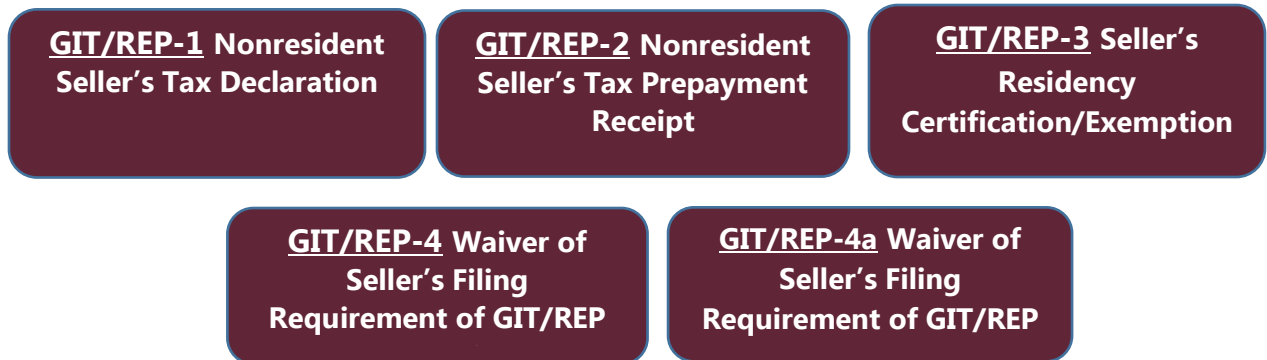 GIT/REP-1 Nonresident
Seller’s Tax Declaration
GIT/REP-2 Nonresident
Seller’s Tax Prepayment
Receipt
GIT/REP-3 Seller’s
Residency
Certification/Exemption
GIT/REP-4 Waiver of
Seller’s Filing
Requirement of GIT/REP
GIT/REP-4a Waiver of
Seller’s Filing
Requirement of GIT/REP